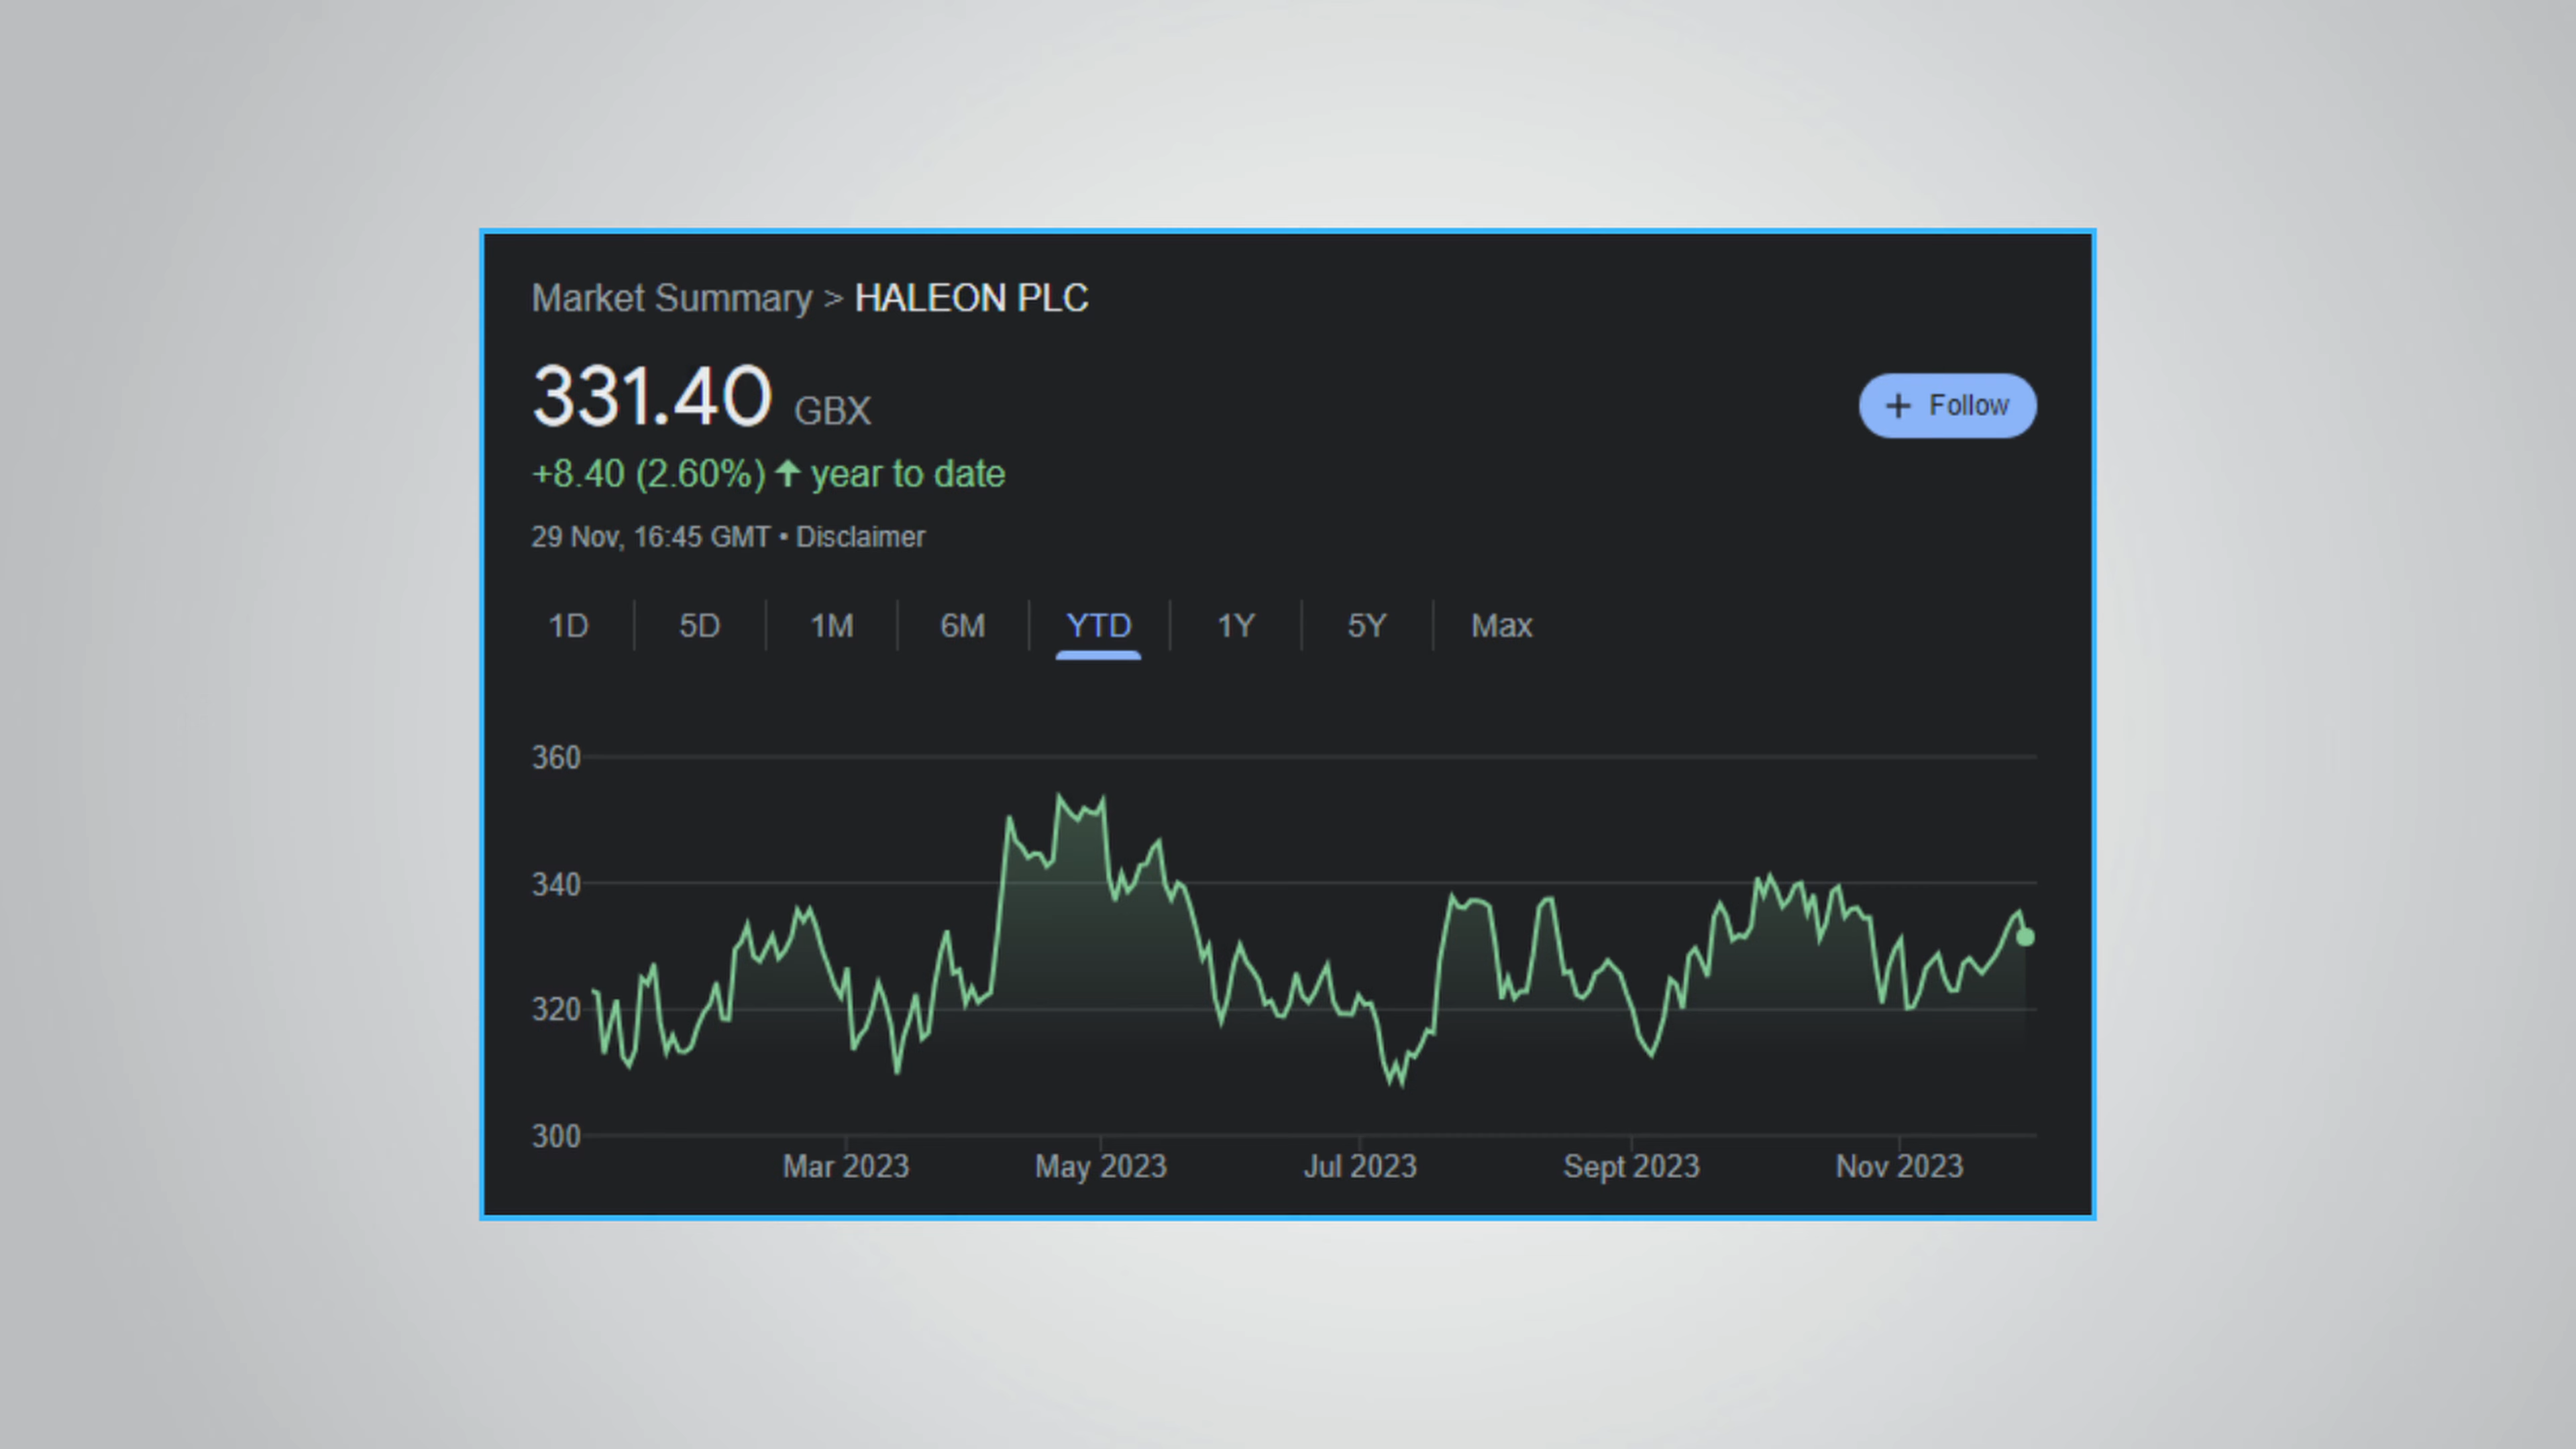 Market Summary > HALEON PLC
331.40 GBX
+ Follow
+8.40 (2.60%) ↑ year to date
29 Nov, 16:45 GMT • Disclaimer
1D 5D 1M 6M YTD 1Y 5Y Max
360
340
320
300
Mar 2023 May 2023 Jul 2023 Sept 2023 Nov 2023